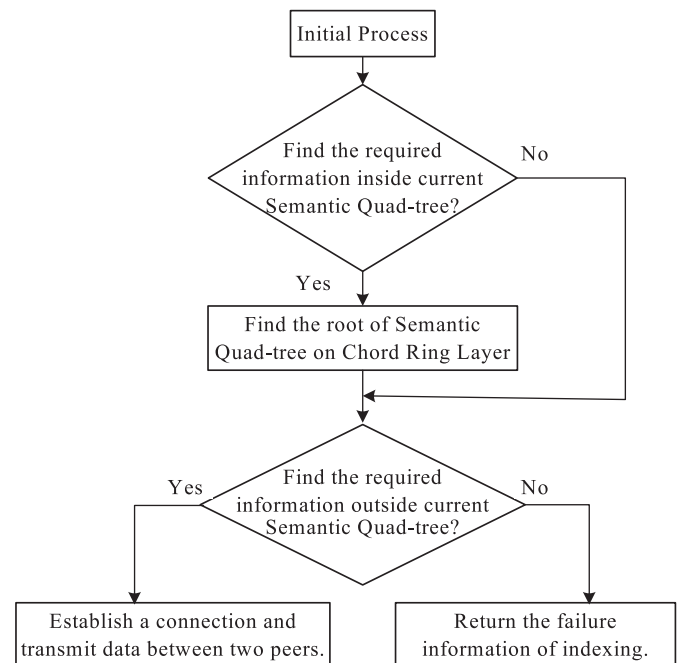 Initial Process
Find the required
information inside current
Semantic Quad-tree?
No
Yes
Find the root of Semantic
Quad-tree on Chord Ring Layer
Find the required
information outside current
Semantic Quad-tree?
Yes
No
Establish a connection and
transmit data between two peers.
Return the failure
information of indexing.